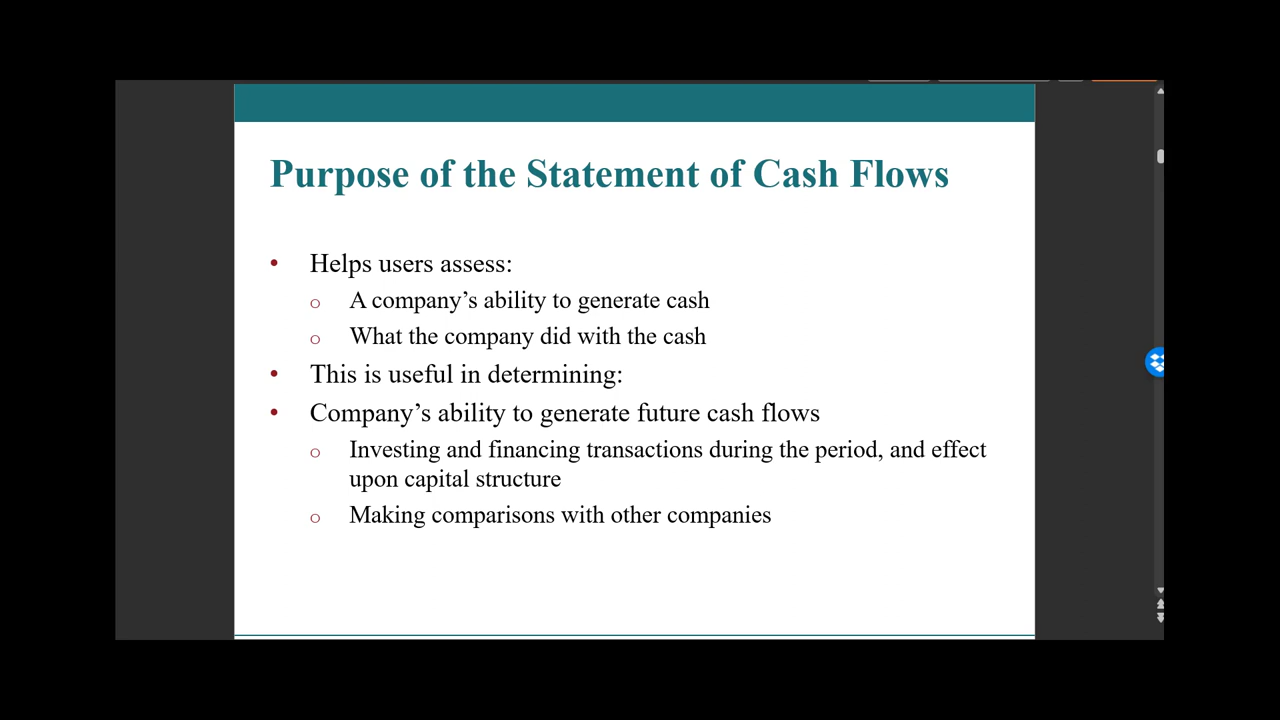 Purpose of the Statement of Cash Flows
• Helps users assess:
o A company’s ability to generate cash
o What the company did with the cash
• This is useful in determining:
• Company’s ability to generate future cash flows
o Investing and financing transactions during the period, and effect
upon capital structure
o Making comparisons with other companies